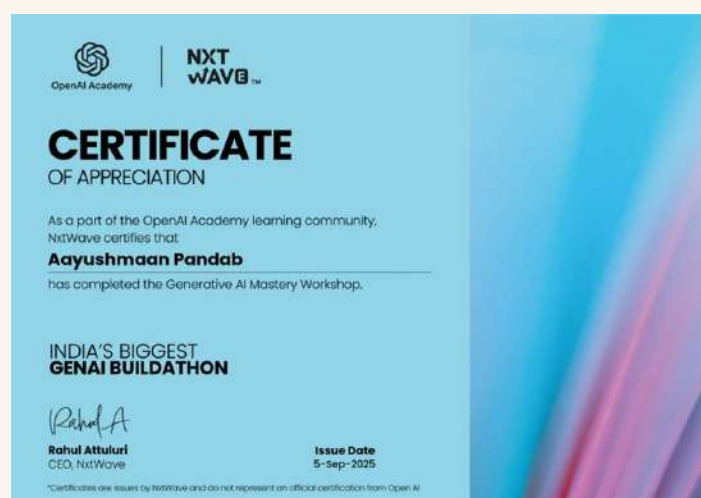 OpenAI Academy
NXT
WAVE™
CERTIFICATE
OF APPRECIATION
As a part of the OpenAI Academy learning community,
NxtWave certifies that
Aayushmaan Pandab
has completed the Generative AI Mastery Workshop.
INDIA'S BIGGEST
GENAI BUILDATHON
Rahul A
Rahul Attuluri
CEO, NxtWave
Issue Date
5-Sep-2025
*Certificates are issues by NxtWave and do not represent an official certification from Open AI